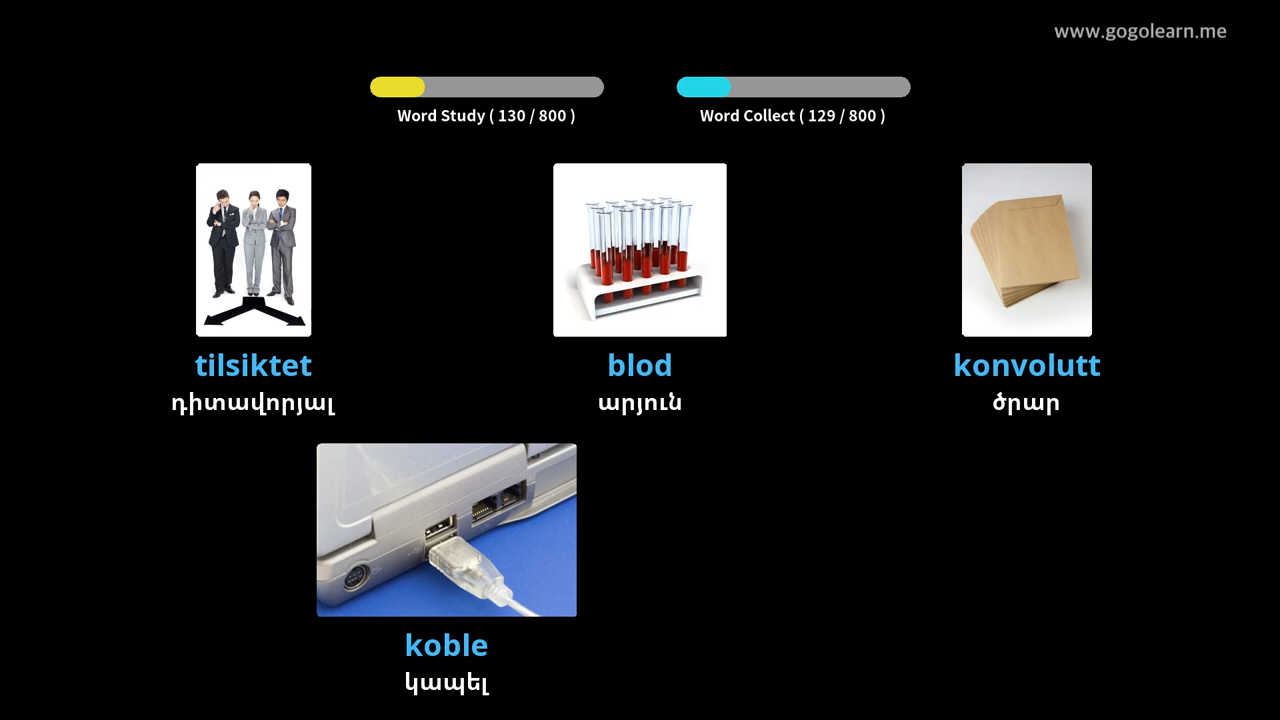 www.gogolearn.me
Word Study ( 130 / 800 )
Word Collect ( 129 / 800 )
tilsiktet
դիտավորյալ
blod
արյուն
konvolutt
ծրար
koble
կապել